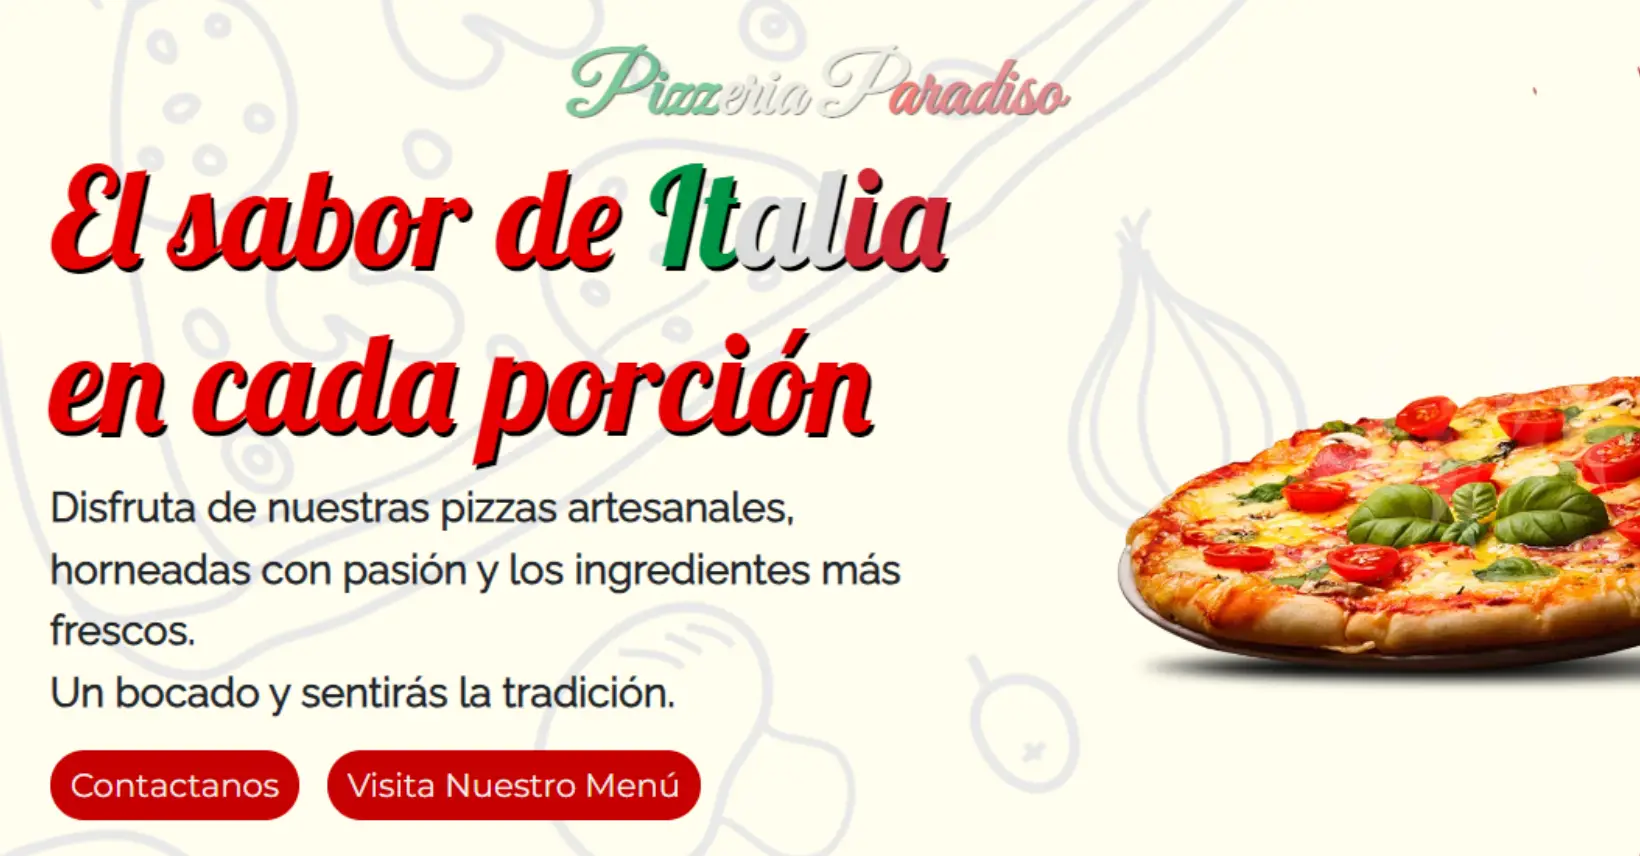 Pizzeria Paradiso
El sabor de Italia
en cada porción
Disfruta de nuestras pizzas artesanales,
horneadas con pasión y los ingredientes más
frescos.
Un bocado y sentirás la tradición.
Contactanos
Visita Nuestro Menú